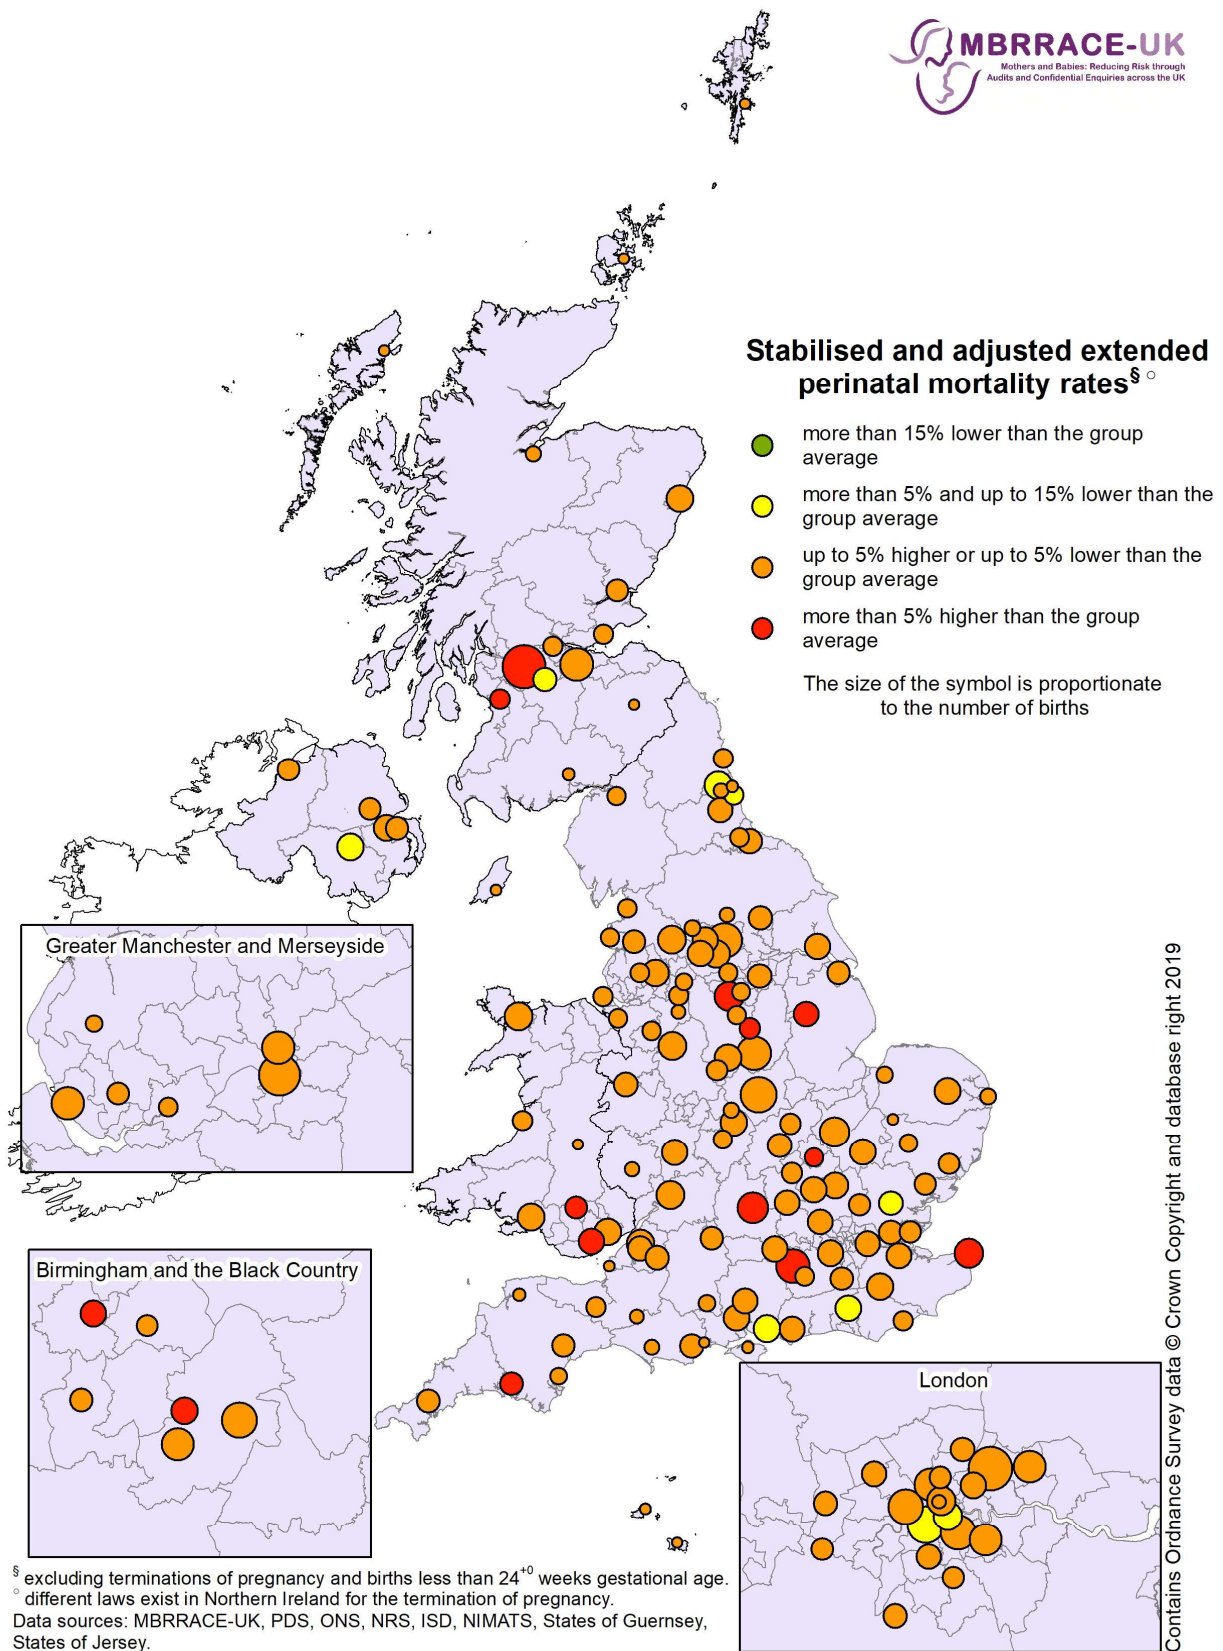 MBRRACE-UK
Mothers and Babies: Reducing Risk through
Audits and Confidential Enquiries across the UK
Stabilised and adjusted extended
perinatal mortality rates§ ○
more than 15% lower than the group
average
more than 5% and up to 15% lower than the
group average
up to 5% higher or up to 5% lower than the
group average
more than 5% higher than the group
average
The size of the symbol is proportionate
to the number of births
Greater Manchester and Merseyside
Birmingham and the Black Country
London
§ excluding terminations of pregnancy and births less than 24+0 weeks gestational age.
○ different laws exist in Northern Ireland for the termination of pregnancy.
Data sources: MBRRACE-UK, PDS, ONS, NRS, ISD, NIMATS, States of Guernsey,
States of Jersey.
Contains Ordnance Survey data © Crown Copyright and database right 2019